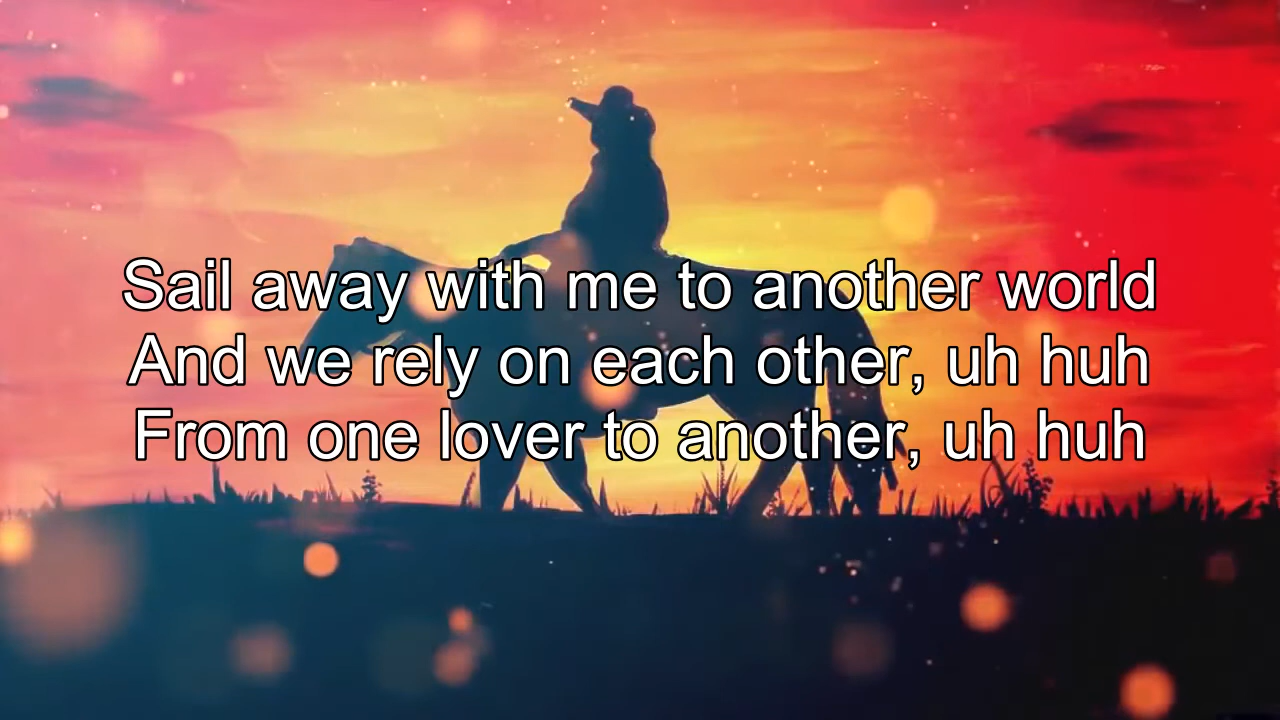 Sail away with me to another world
And we rely on each other, uh huh
From one lover to another, uh huh